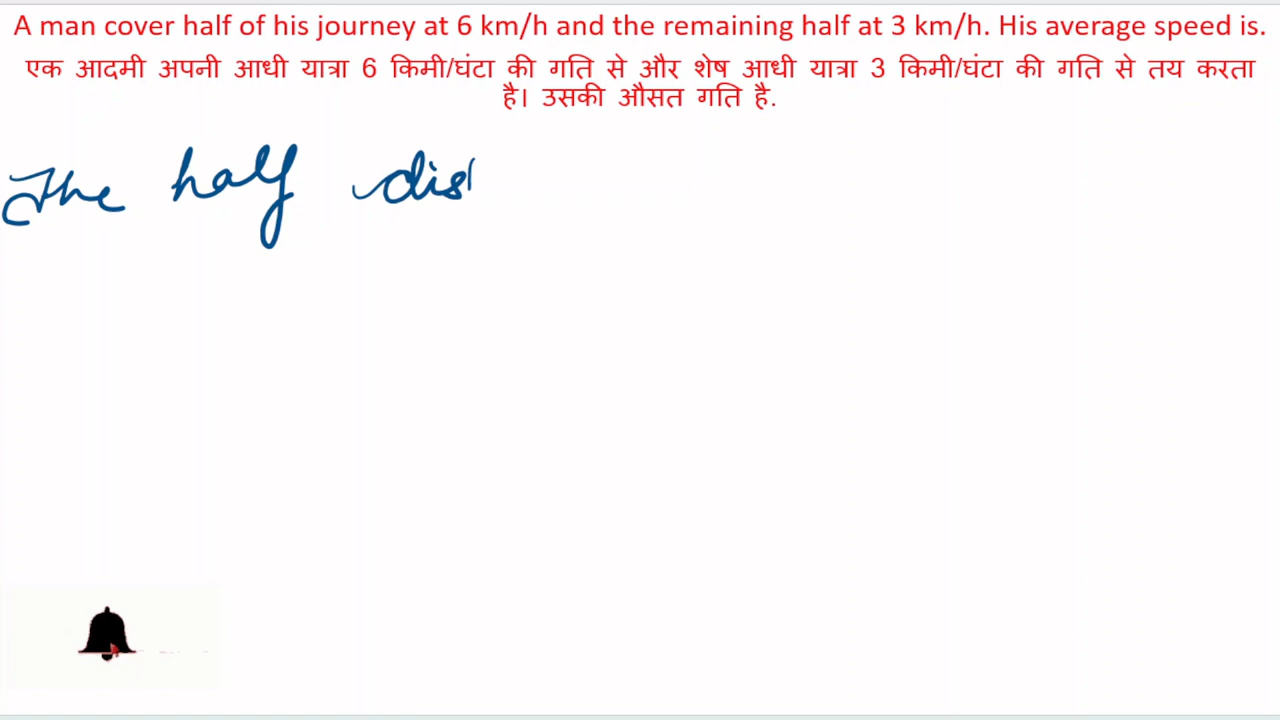 A man cover half of his journey at 6 km/h and the remaining half at 3 km/h. His average speed is.
एक आदमी अपनी आधी यात्रा 6 किमी/घंटा की गति से और शेष आधी यात्रा 3 किमी/घंटा की गति से तय करता
है। उसकी औसत गति है.
The half dist